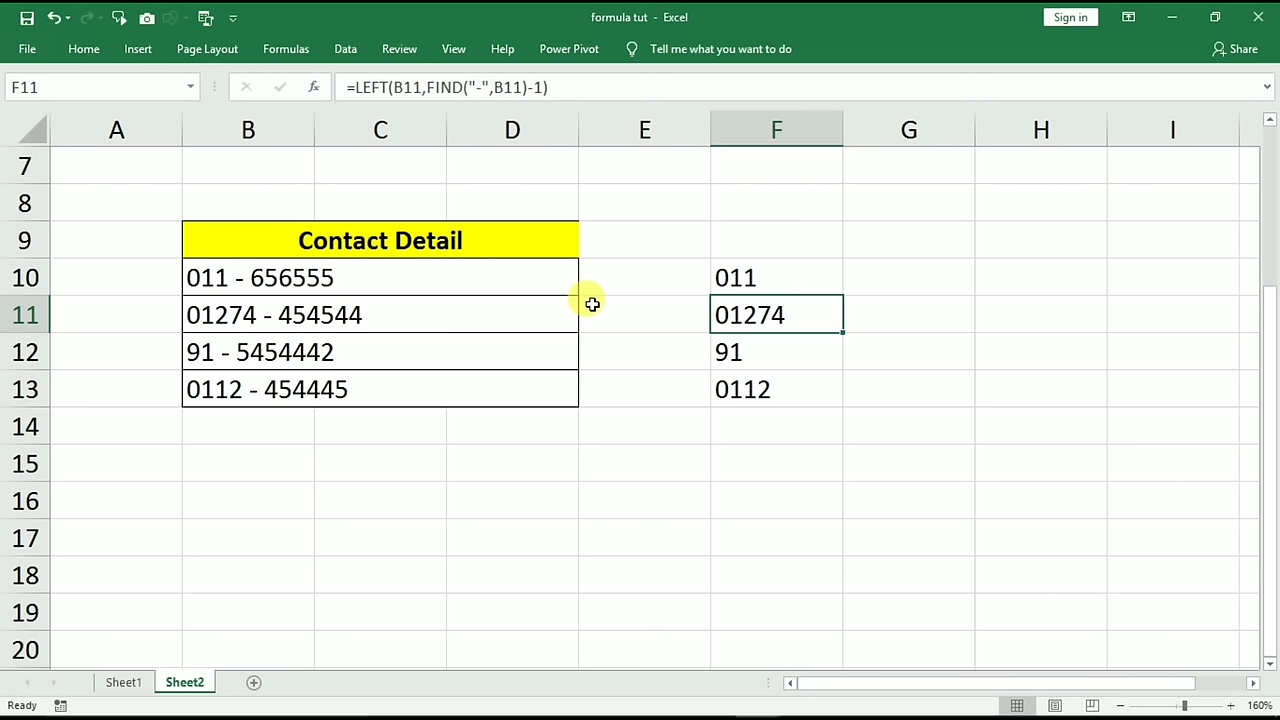 formula tut - Excel
Sign in
File Home Insert Page Layout Formulas Data Review View Help Power Pivot Tell me what you want to do Share
F11 fx =LEFT(B11,FIND("-",B11)-1)
A B C D E F G H I
7
8
9 Contact Detail
10 011 - 656555 011
11 01274 - 454544 01274
12 91 - 5454442 91
13 0112 - 454445 0112
14
15
16
17
18
19
20
Sheet1 Sheet2
Ready 160%